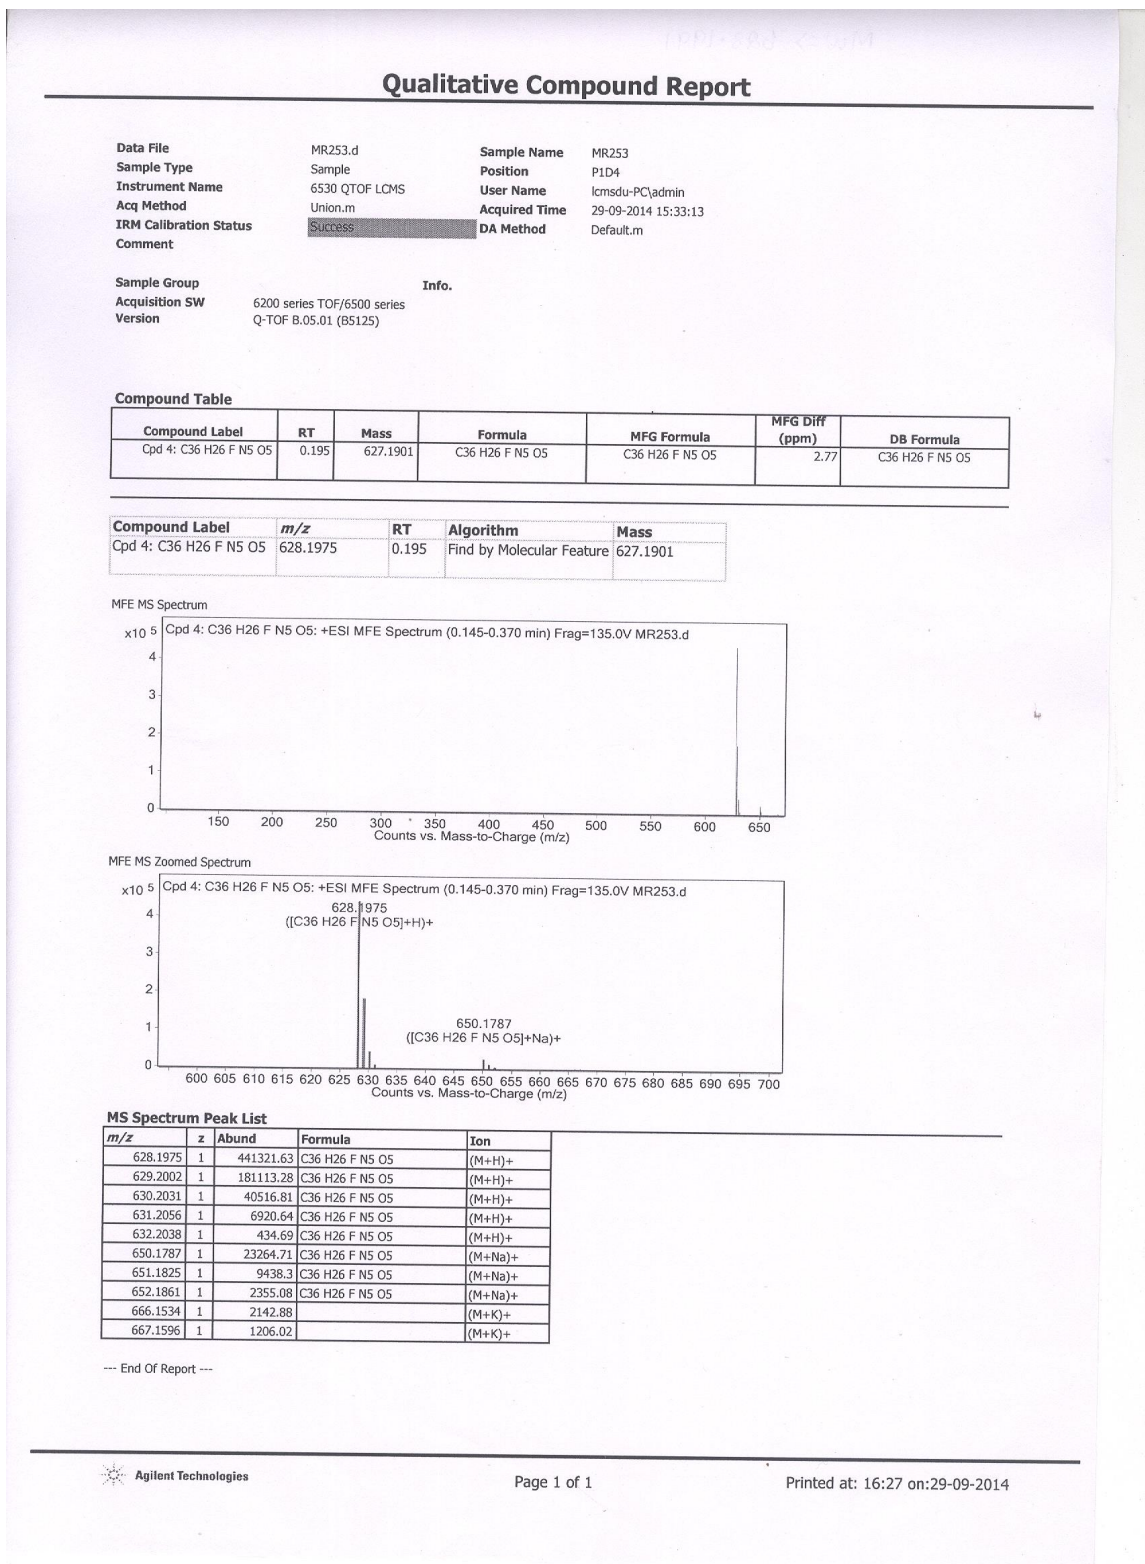 Qualitative Compound Report
Data File MR253.d Sample Name MR253
Sample Type Sample Position P1D4
Instrument Name 6530 QTOF LCMS User Name lcmsdu-PC\admin
Acq Method Union.m Acquired Time 29-09-2014 15:33:13
IRM Calibration Status Success DA Method Default.m
Comment
Sample Group Info.
Acquisition SW 6200 series TOF/6500 series
Version Q-TOF B.05.01 (B5125)
Compound Table
Compound Label RT Mass Formula MFG Formula MFG Diff (ppm) DB Formula
Cpd 4: C36 H26 F N5 O5 0.195 627.1901 C36 H26 F N5 O5 C36 H26 F N5 O5 2.77 C36 H26 F N5 O5
Compound Label m/z RT Algorithm Mass
Cpd 4: C36 H26 F N5 O5 628.1975 0.195 Find by Molecular Feature 627.1901
MFE MS Spectrum
x10 5 Cpd 4: C36 H26 F N5 O5: +ESI MFE Spectrum (0.145-0.370 min) Frag=135.0V MR253.d
4
3
2
1
0
150 200 250 300 350 400 450 500 550 600 650
Counts vs. Mass-to-Charge (m/z)
MFE MS Zoomed Spectrum
x10 5 Cpd 4: C36 H26 F N5 O5: +ESI MFE Spectrum (0.145-0.370 min) Frag=135.0V MR253.d
628.1975
4
([C36 H26 F N5 O5]+H)+
3
2
650.1787
1
([C36 H26 F N5 O5]+Na)+
0
600 605 610 615 620 625 630 635 640 645 650 655 660 665 670 675 680 685 690 695 700
Counts vs. Mass-to-Charge (m/z)
MS Spectrum Peak List
m/z z Abund Formula Ion
628.1975 1 441321.63 C36 H26 F N5 O5 (M+H)+
629.2002 1 181113.28 C36 H26 F N5 O5 (M+H)+
630.2031 1 40516.81 C36 H26 F N5 O5 (M+H)+
631.2056 1 6920.64 C36 H26 F N5 O5 (M+H)+
632.2038 1 434.69 C36 H26 F N5 O5 (M+H)+
650.1787 1 23264.71 C36 H26 F N5 O5 (M+Na)+
651.1825 1 9438.3 C36 H26 F N5 O5 (M+Na)+
652.1861 1 2355.08 C36 H26 F N5 O5 (M+Na)+
666.1534 1 2142.88 (M+K)+
667.1596 1 1206.02 (M+K)+
--- End Of Report ---
Agilent Technologies Page 1 of 1 Printed at: 16:27 on:29-09-2014